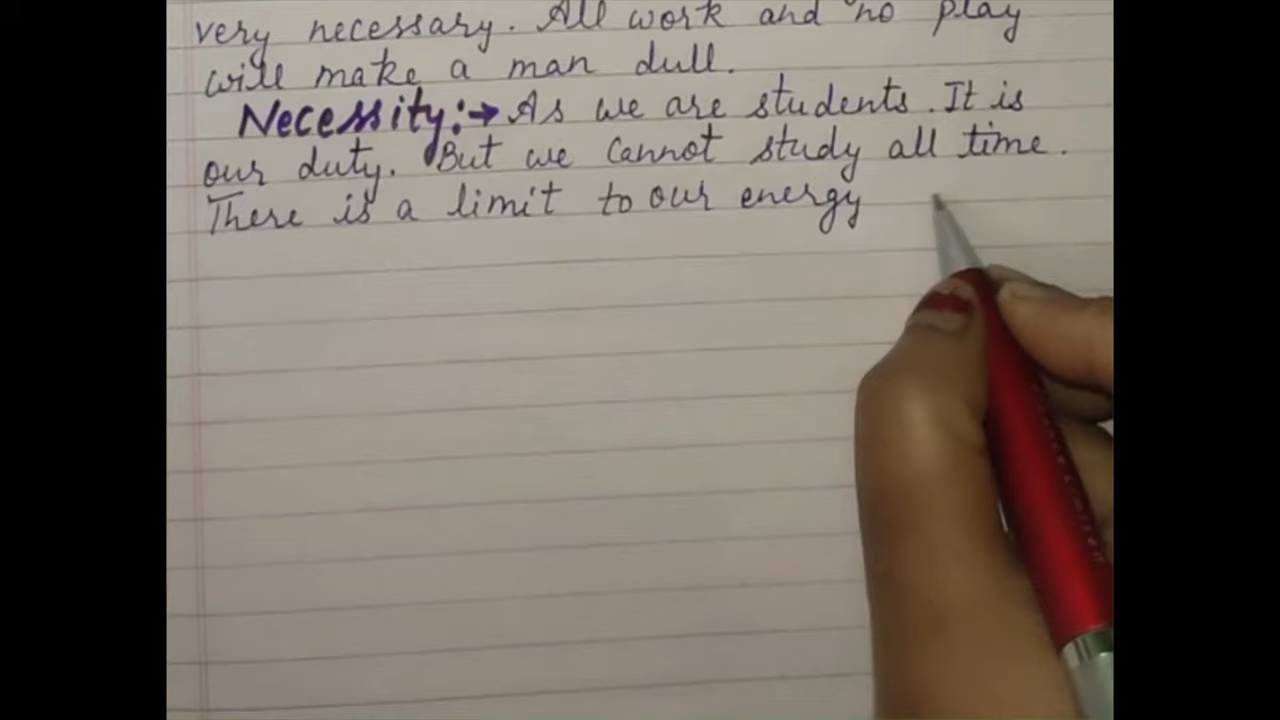 very necessary. All work and no play
will make a man dull.
Necessity:→ As we are students. It is
our duty. But we cannot study all time.
There is a limit to our energy